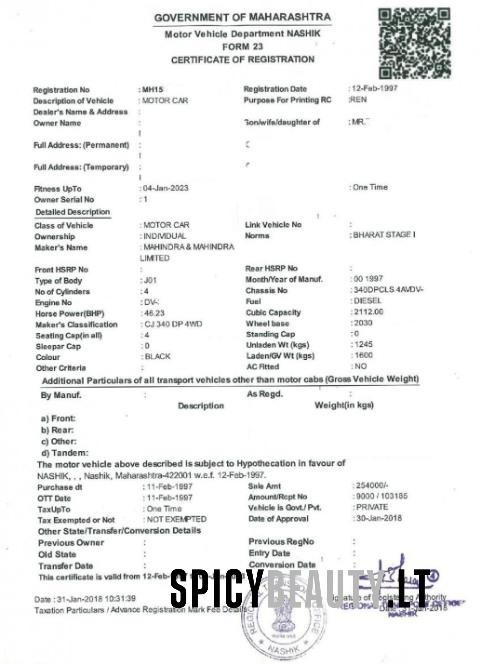 GOVERNMENT OF MAHARASHTRA
Motor Vehicle Department NASHIK
FORM 23
CERTIFICATE OF REGISTRATION
Registration No : MH15 Registration Date : 12-Feb-1997
Description of Vehicle : MOTOR CAR Purpose For Printing RC :REN
Dealer's Name & Address :
Owner Name : Son/wife/daughter of : MR.
Full Address: (Permanent) :
Full Address: (Temporary) :
Fitness UpTo : 04-Jan-2023 : One Time
Owner Serial No : 1
Detailed Description
Class of Vehicle : MOTOR CAR Link Vehicle No :
Ownership : INDIVIDUAL Norms : BHARAT STAGE I
Maker's Name : MAHINDRA & MAHINDRA
LIMITED
Front HSRP No : Rear HSRP No :
Type of Body : J01 Month/Year of Manuf. : 00 1997
No of Cylinders : 4 Chassis No : 340DPCLS 4AVDV-
Engine No : DV-: Fuel : DIESEL
Horse Power(BHP) : 46.23 Cubic Capacity : 2112.00
Maker's Classification : CJ 340 DP 4WD Wheel base : 2030
Seating Cap(in all) : 4 Standing Cap : 0
Sleepar Cap : 0 Unladen Wt (kgs) : 1245
Colour : BLACK Laden/GV Wt (kgs) : 1600
Other Criteria : AC Fitted : NO
Additional Particulars of all transport vehicles other than motor cabs (Gross Vehicle Weight)
By Manuf. : As Regd. :
Description Weight(in kgs)
a) Front:
b) Rear:
c) Other:
d) Tandem:
The motor vehicle above described is subject to Hypothecation in favour of
NASHIK, , , Nashik, Maharashtra-422001 w.e.f. 12-Feb-1997.
Purchase dt : 11-Feb-1997 Sale Amt : 254000/-
OTT Date : 11-Feb-1997 Amount/Rcpt No : 9000 / 103185
TaxUpTo : One Time Vehicle is Govt./ Pvt. : PRIVATE
Tax Exempted or Not : NOT EXEMPTED Date of Approval : 30-Jan-2018
Other State/Transfer/Conversion Details
Previous Owner : Previous RegNo :
Old State : Entry Date :
Transfer Date : Conversion Date
This certificate is valid from 12-Feb-
SPICYBEAUTY.LT
Date : 31-Jan-2018 10:31:39 Signature of Registering Authority
Taxation Particulars / Advance Registration Mark Fee Details
NASHIK
NASHIK